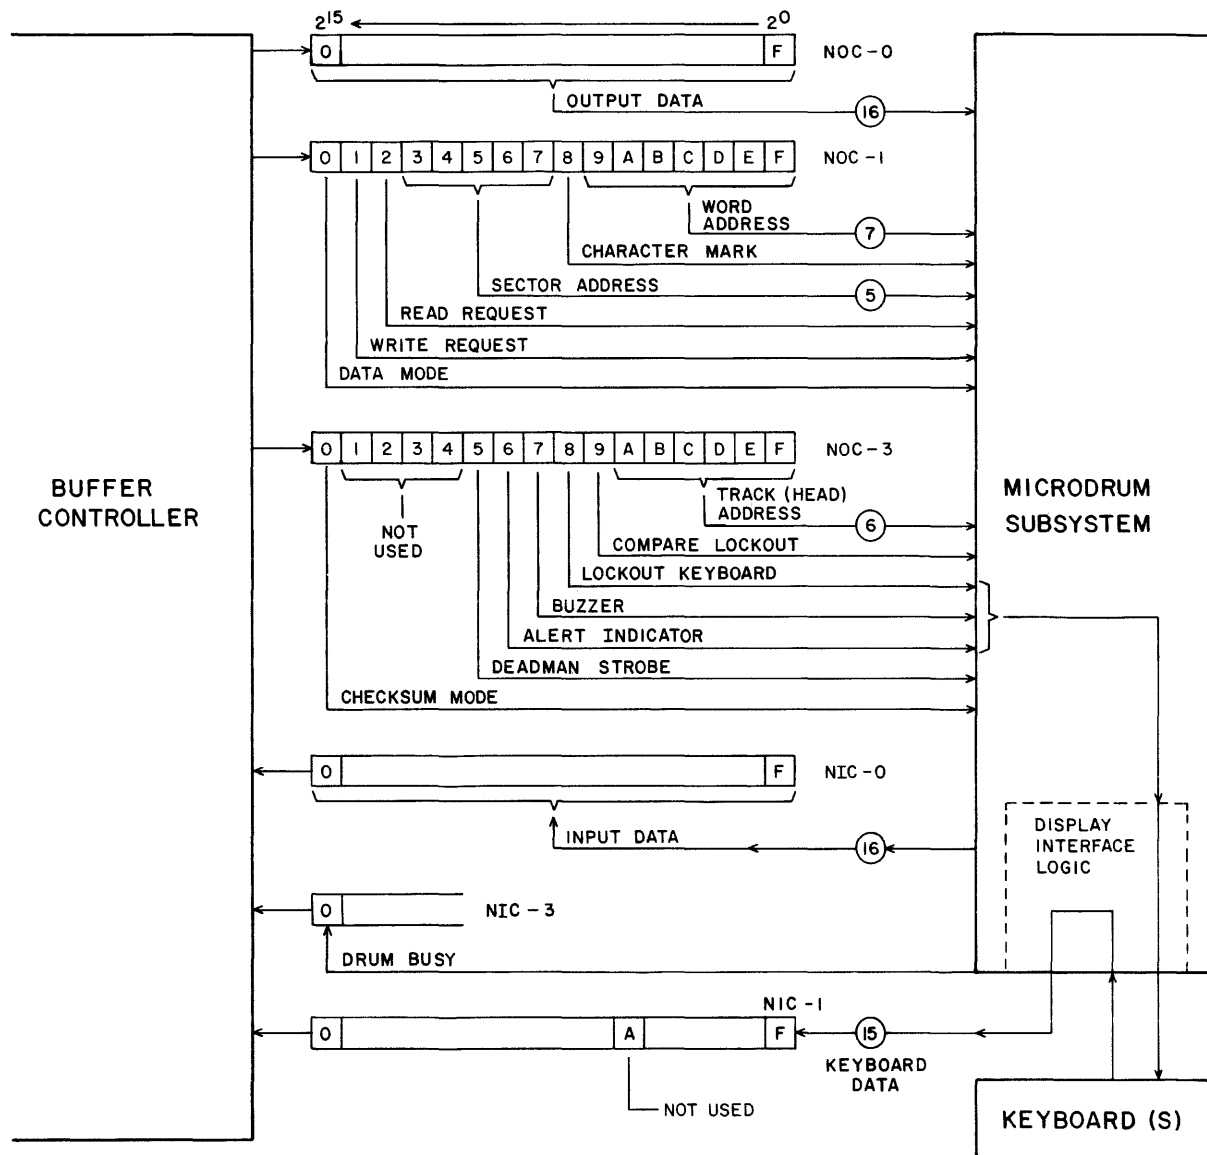 2¹⁵ 2⁰
0 F NOC-0
OUTPUT DATA 16
0 1 2 3 4 5 6 7 8 9 A B C D E F NOC-1
WORD
ADDRESS 7
CHARACTER MARK
SECTOR ADDRESS 5
READ REQUEST
WRITE REQUEST
DATA MODE
0 1 2 3 4 5 6 7 8 9 A B C D E F NOC-3
BUFFER
CONTROLLER
NOT
USED
TRACK (HEAD)
ADDRESS 6
MICRODRUM
SUBSYSTEM
COMPARE LOCKOUT
LOCKOUT KEYBOARD
BUZZER
ALERT INDICATOR
DEADMAN STROBE
CHECKSUM MODE
0 F NIC-0
INPUT DATA 16
DISPLAY
INTERFACE
LOGIC
0 NIC-3
DRUM BUSY
NIC-1
0 A F 15
KEYBOARD
DATA
NOT USED
KEYBOARD (S)